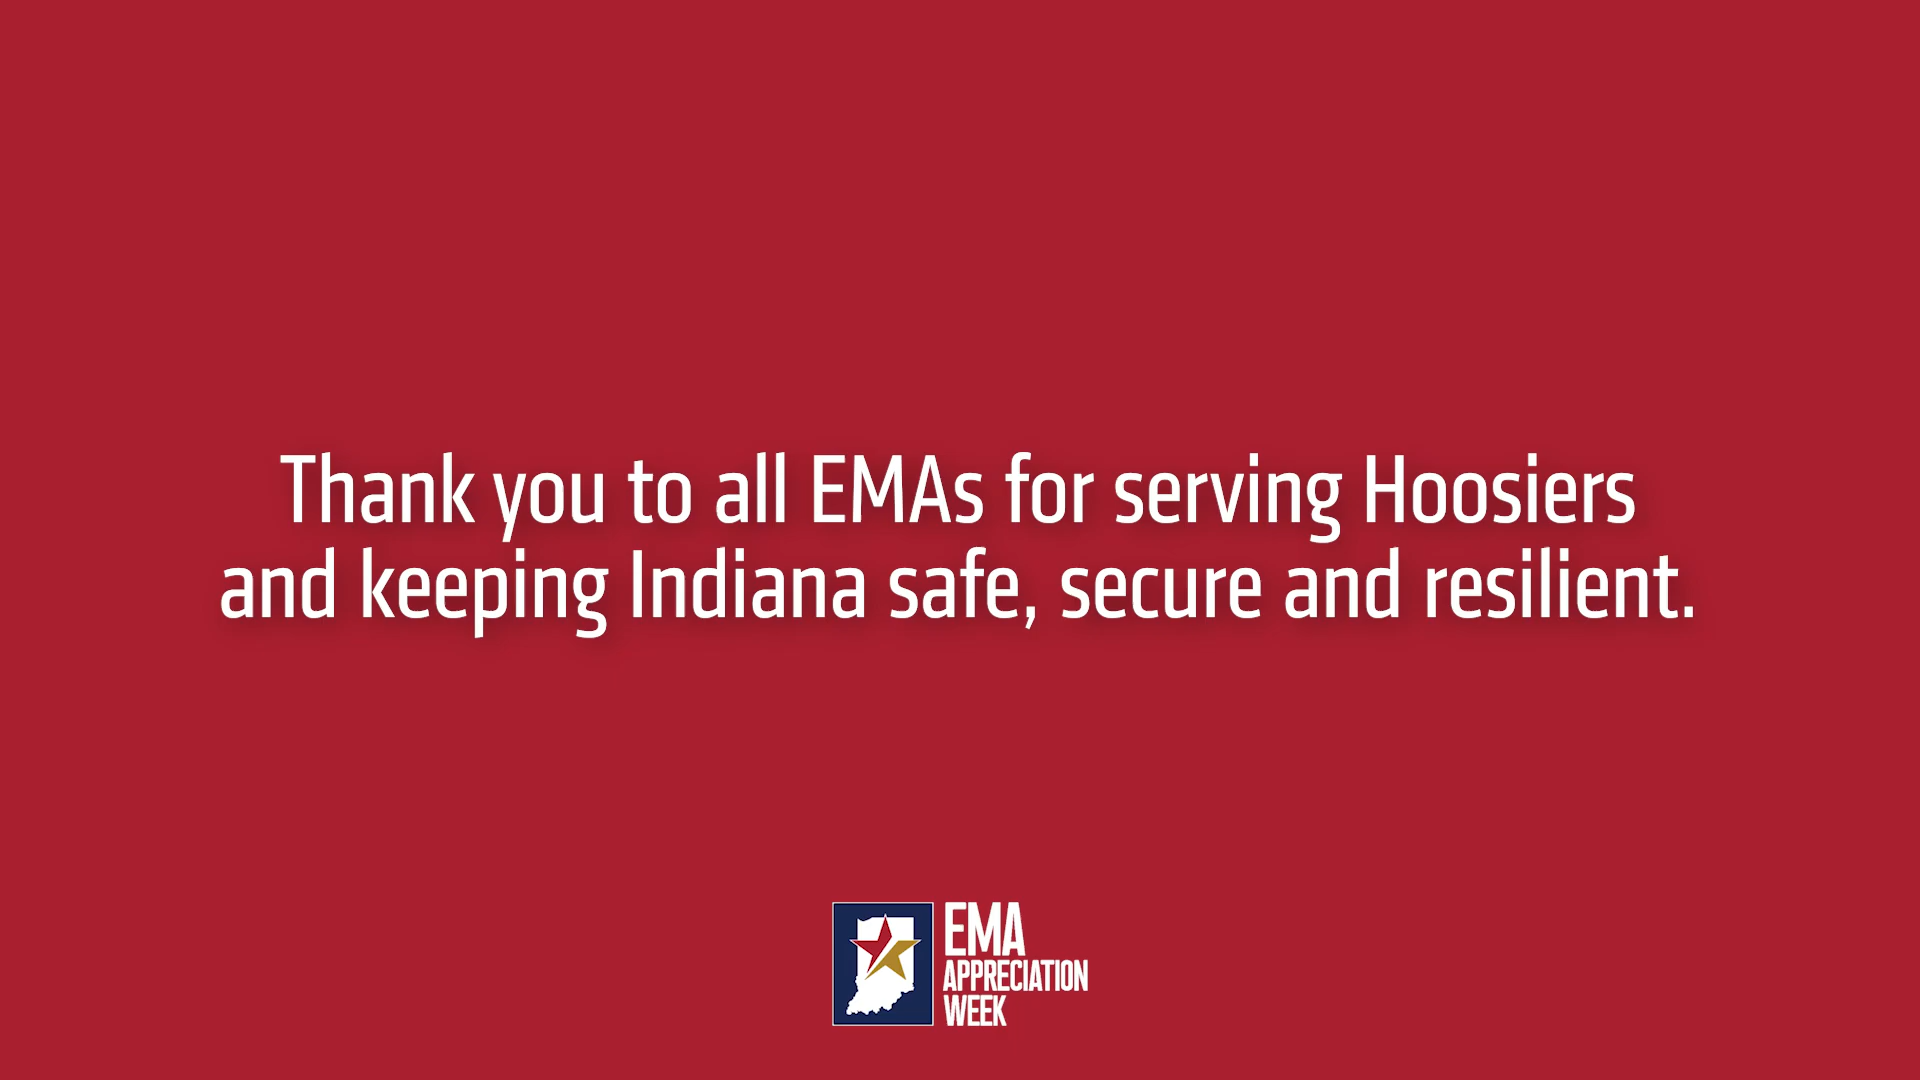 Thank you to all EMAs for serving Hoosiers
and keeping Indiana safe, secure and resilient.
EMA
APPRECIATION
WEEK